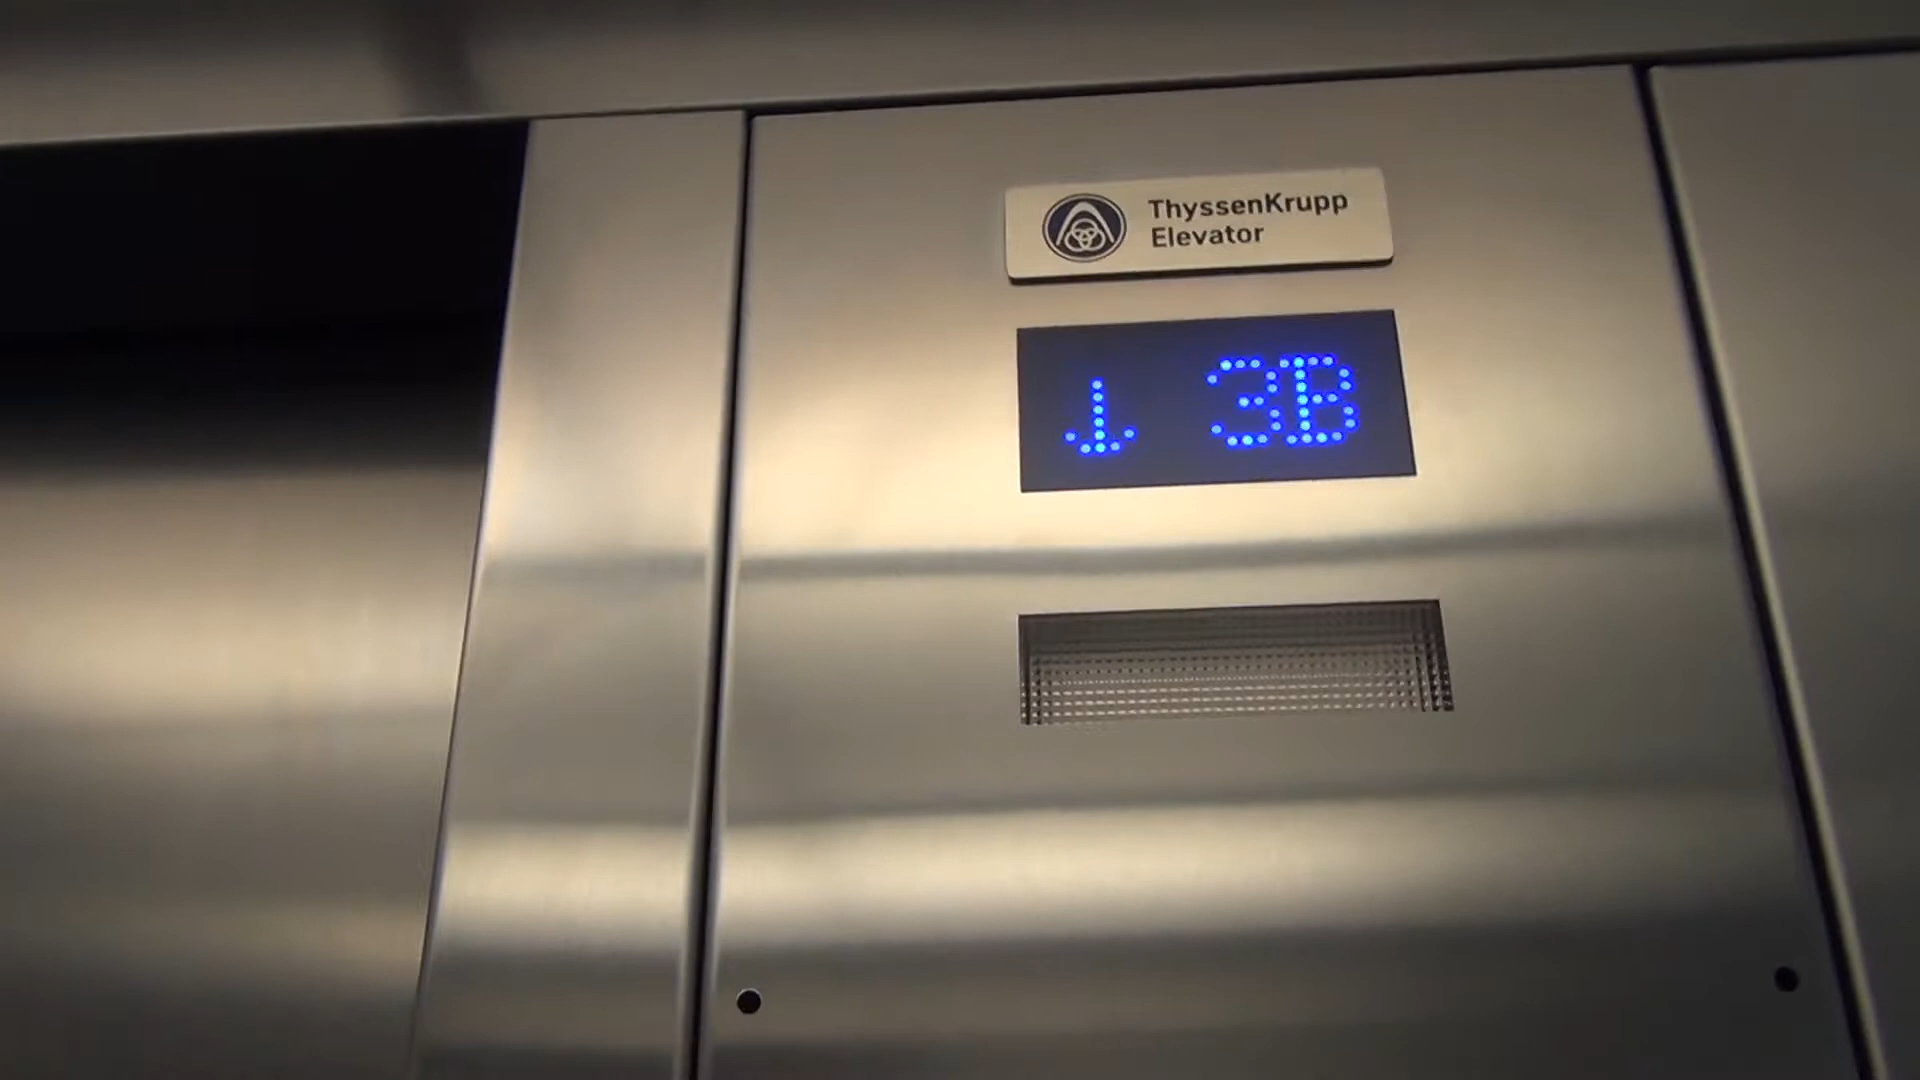 ThyssenKrupp
Elevator
↓ 3B